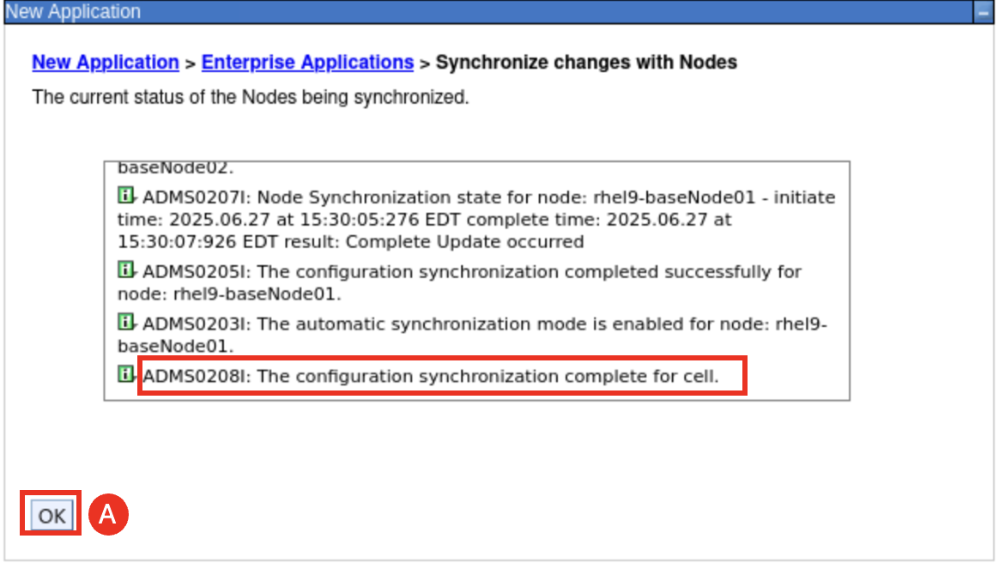 New Application
New Application > Enterprise Applications > Synchronize changes with Nodes
The current status of the Nodes being synchronized.
baseNode02.
ADMS0207I: Node Synchronization state for node: rhel9-baseNode01 - initiate
time: 2025.06.27 at 15:30:05:276 EDT complete time: 2025.06.27 at
15:30:07:926 EDT result: Complete Update occurred
ADMS0205I: The configuration synchronization completed successfully for
node: rhel9-baseNode01.
ADMS0203I: The automatic synchronization mode is enabled for node: rhel9-
baseNode01.
ADMS0208I: The configuration synchronization complete for cell.
OK A